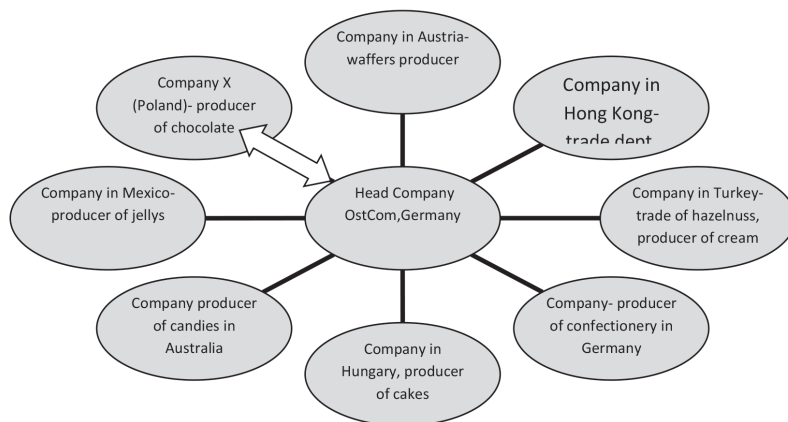 Company in Austria-
waffers producer
Company X
(Poland)- producer
of chocolate
Company in
Hong Kong-
trade dept
Company in Mexico-
producer of jellys
Head Company
OstCom,Germany
Company in Turkey-
trade of hazelnuss,
producer of cream
Company producer
of candies in
Australia
Company- producer
of confectionery in
Germany
Company in
Hungary, producer
of cakes